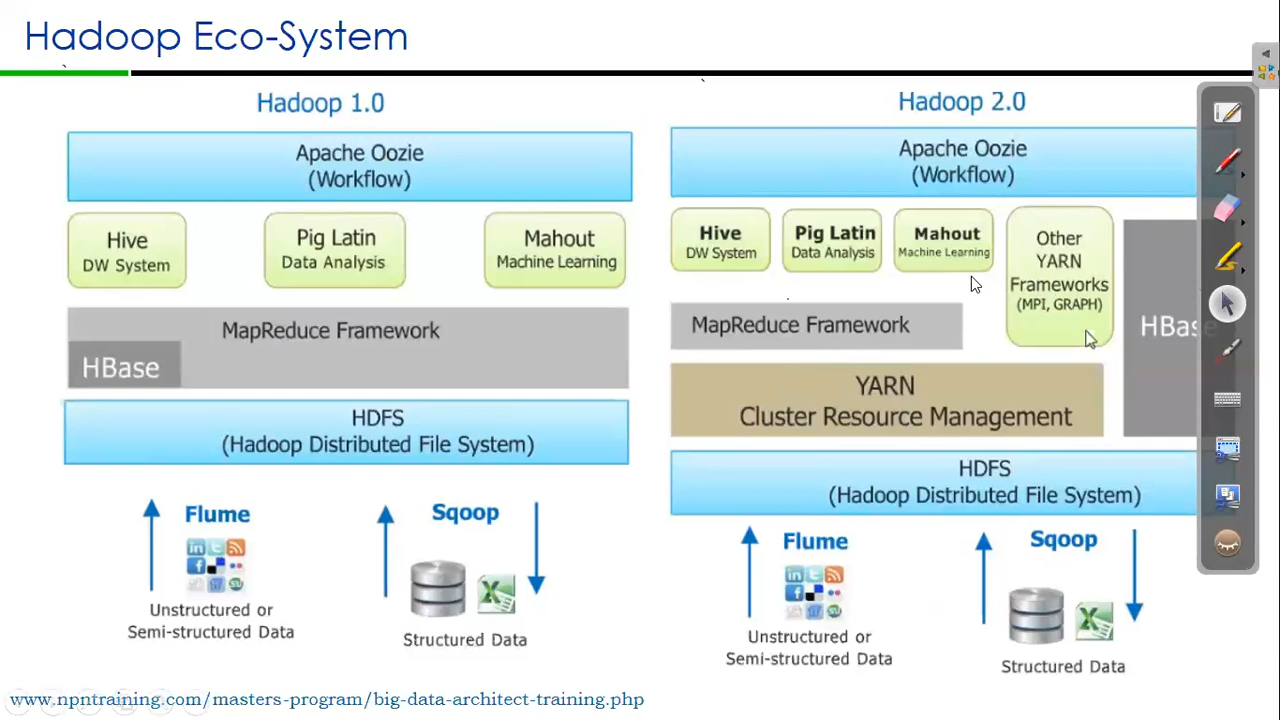 Hadoop Eco-System
Hadoop 1.0
Apache Oozie
(Workflow)
Hive
DW System
Pig Latin
Data Analysis
Mahout
Machine Learning
MapReduce Framework
HBase
HDFS
(Hadoop Distributed File System)
Flume
Unstructured or
Semi-structured Data
Sqoop
Structured Data
Hadoop 2.0
Apache Oozie
(Workflow)
Hive
DW System
Pig Latin
Data Analysis
Mahout
Machine Learning
Other
YARN
Frameworks
(MPI, GRAPH)
HBase
MapReduce Framework
YARN
Cluster Resource Management
HDFS
(Hadoop Distributed File System)
Flume
Unstructured or
Semi-structured Data
Sqoop
Structured Data
www.npntraining.com/masters-program/big-data-architect-training.php